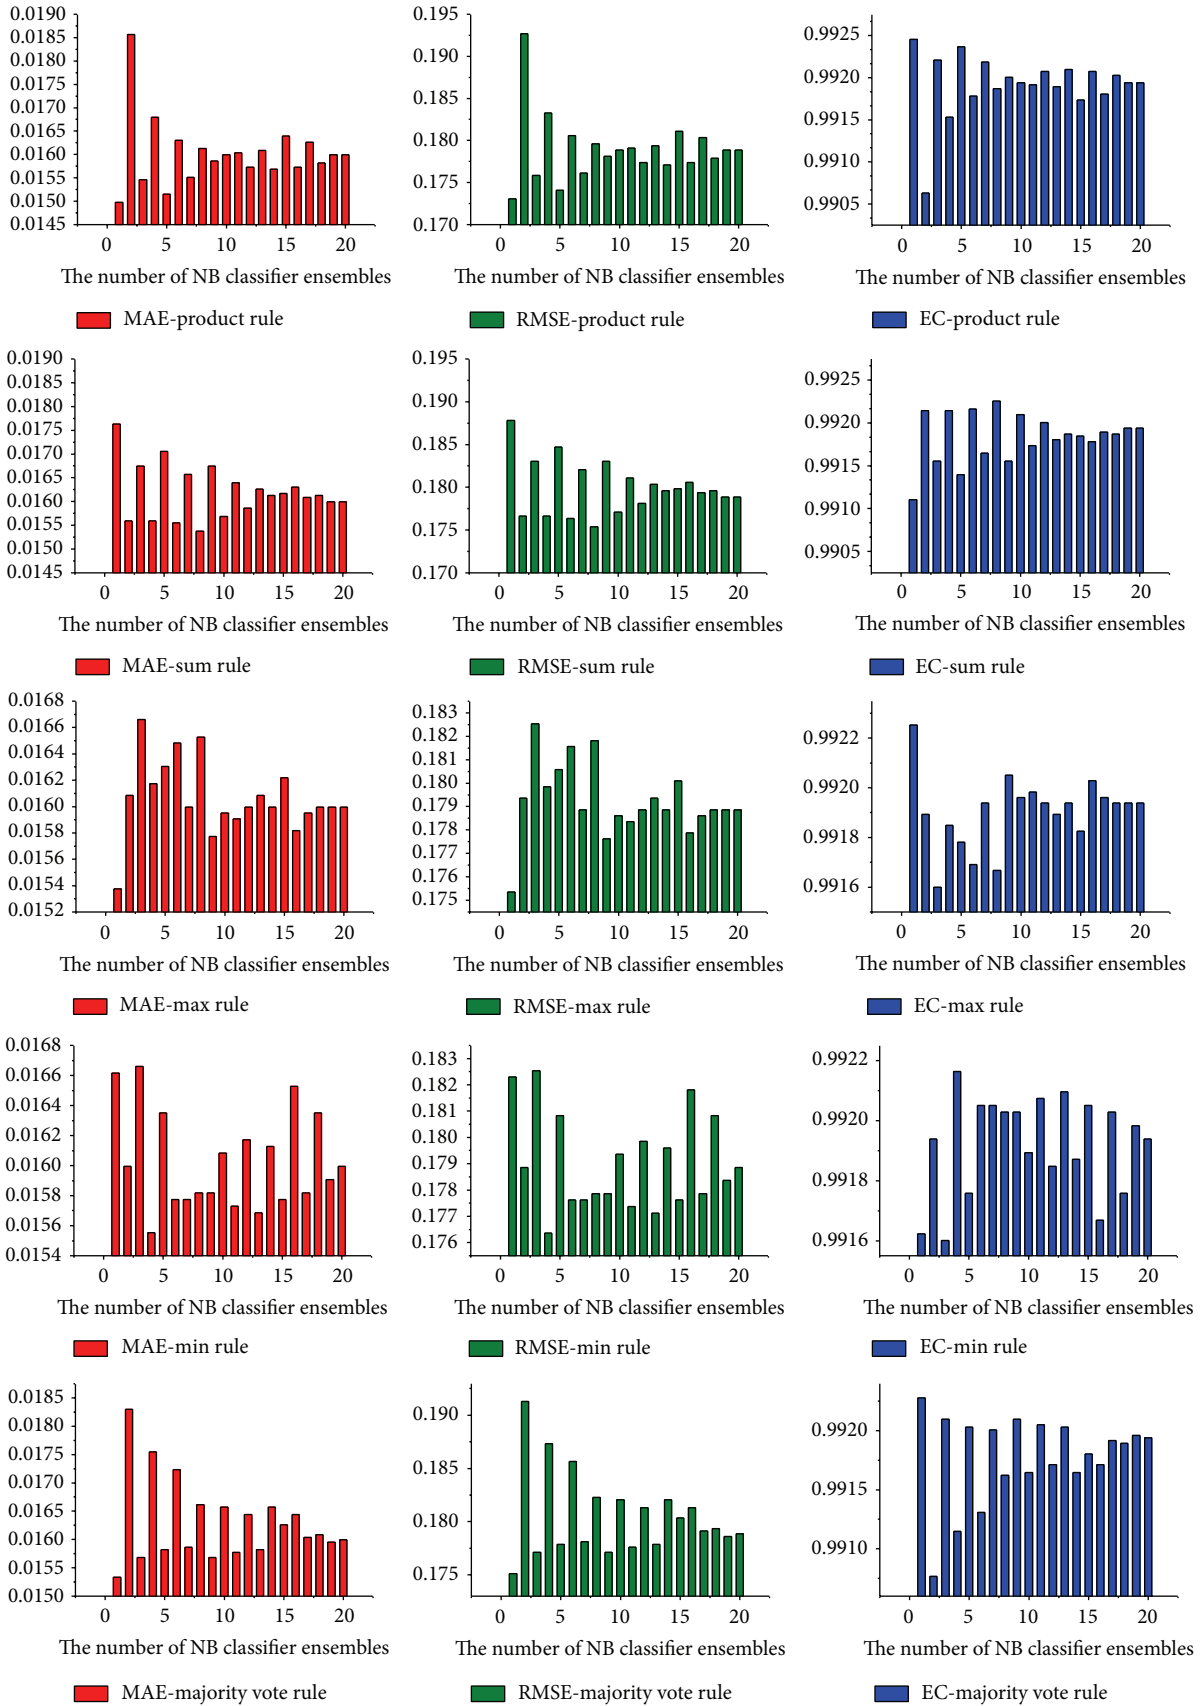 0.0190
0.0185
0.0180
0.0175
0.0170
0.0165
0.0160
0.0155
0.0150
0.0145
0 5 10 15 20
The number of NB classifier ensembles
MAE-product rule
0.195
0.190
0.185
0.180
0.175
0.170
0 5 10 15 20
The number of NB classifier ensembles
RMSE-product rule
0.9925
0.9920
0.9915
0.9910
0.9905
0 5 10 15 20
The number of NB classifier ensembles
EC-product rule
0.0190
0.0185
0.0180
0.0175
0.0170
0.0165
0.0160
0.0155
0.0150
0.0145
0 5 10 15 20
The number of NB classifier ensembles
MAE-sum rule
0.195
0.190
0.185
0.180
0.175
0.170
0 5 10 15 20
The number of NB classifier ensembles
RMSE-sum rule
0.9925
0.9920
0.9915
0.9910
0.9905
0 5 10 15 20
The number of NB classifier ensembles
EC-sum rule
0.0168
0.0166
0.0164
0.0162
0.0160
0.0158
0.0156
0.0154
0.0152
0 5 10 15 20
The number of NB classifier ensembles
MAE-max rule
0.183
0.182
0.181
0.180
0.179
0.178
0.177
0.176
0.175
0 5 10 15 20
The number of NB classifier ensembles
RMSE-max rule
0.9922
0.9920
0.9918
0.9916
0 5 10 15 20
The number of NB classifier ensembles
EC-max rule
0.0168
0.0166
0.0164
0.0162
0.0160
0.0158
0.0156
0.0154
0 5 10 15 20
The number of NB classifier ensembles
MAE-min rule
0.183
0.182
0.181
0.180
0.179
0.178
0.177
0.176
0 5 10 15 20
The number of NB classifier ensembles
RMSE-min rule
0.9922
0.9920
0.9918
0.9916
0 5 10 15 20
The number of NB classifier ensembles
EC-min rule
0.0185
0.0180
0.0175
0.0170
0.0165
0.0160
0.0155
0.0150
0 5 10 15 20
The number of NB classifier ensembles
MAE-majority vote rule
0.190
0.185
0.180
0.175
0 5 10 15 20
The number of NB classifier ensembles
RMSE-majority vote rule
0.9920
0.9915
0.9910
0 5 10 15 20
The number of NB classifier ensembles
EC-majority vote rule